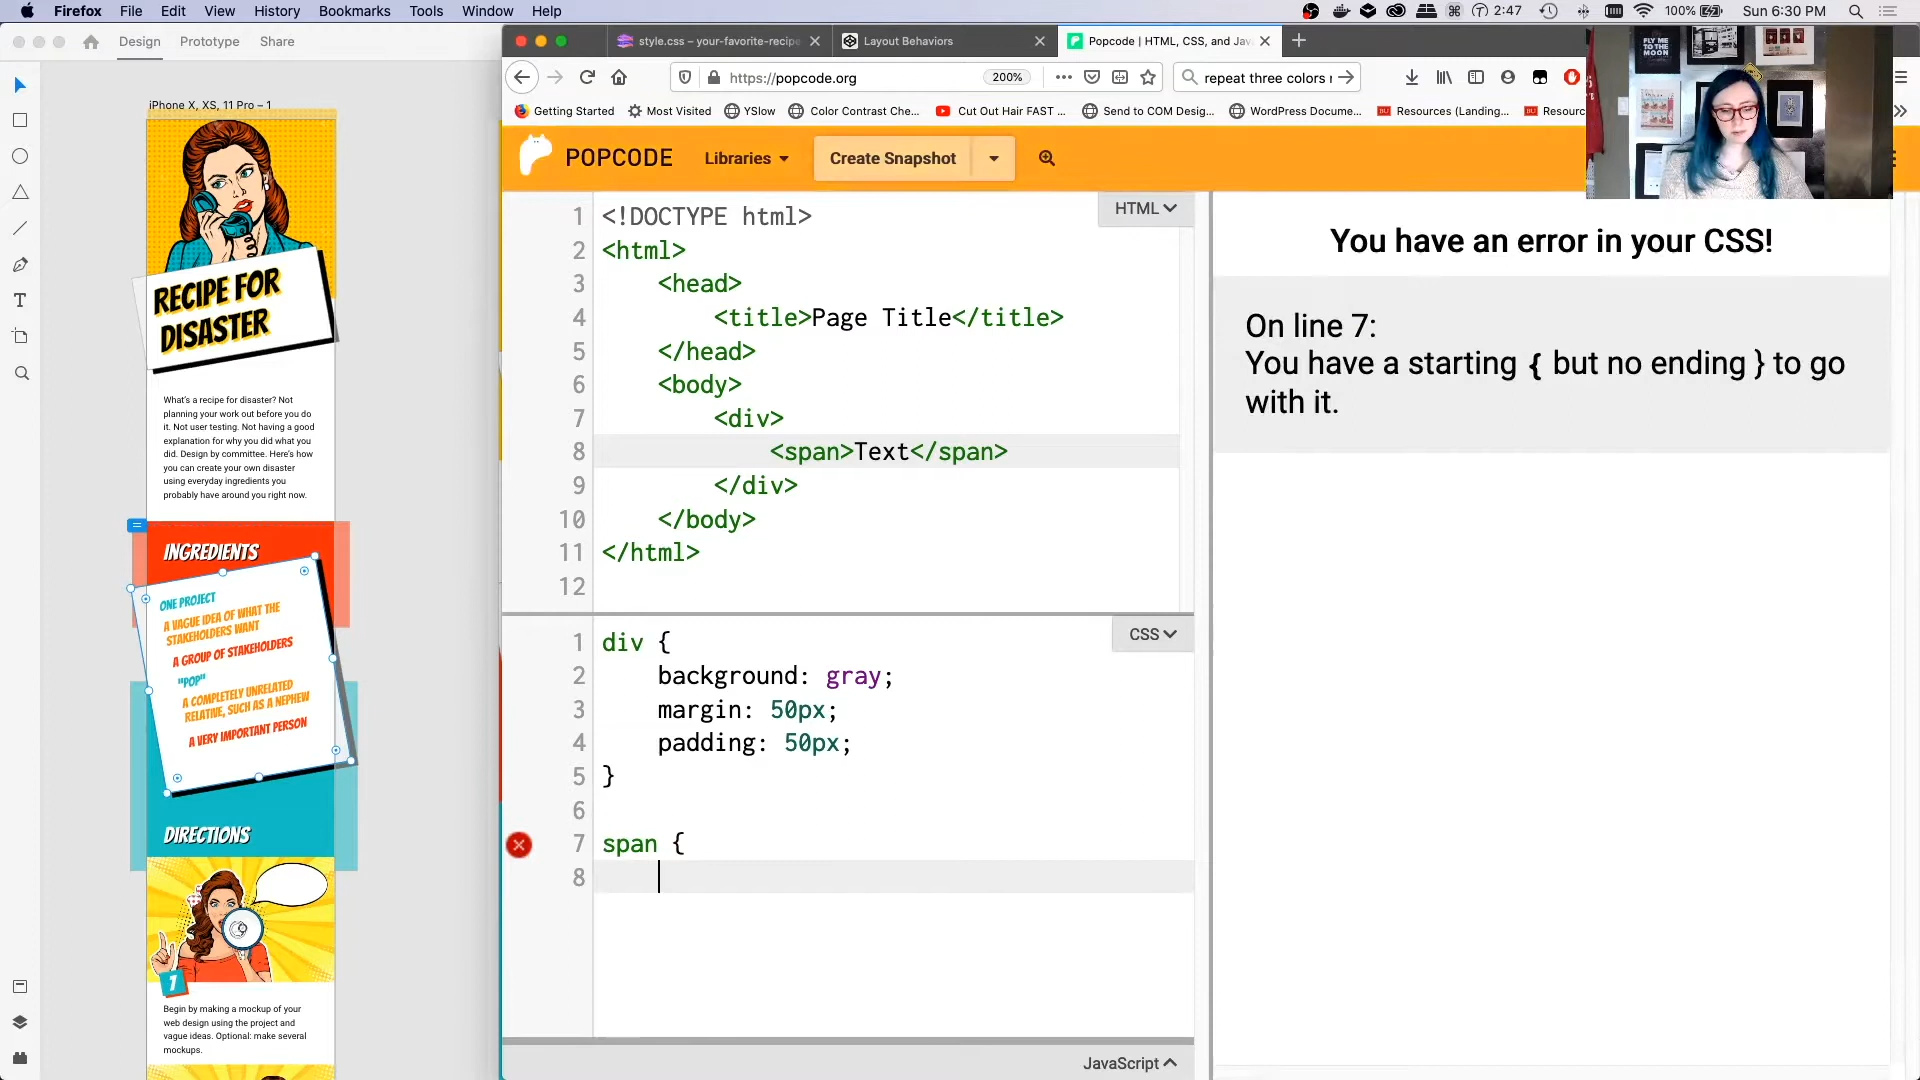 Firefox File Edit View History Bookmarks Tools Window Help
2:47 100% Sun 6:30 PM
Design Prototype Share
style.css – your-favorite-recipe
Layout Behaviors
Popcode | HTML, CSS, and Jav
https://popcode.org 200% repeat three colors
Getting Started Most Visited YSlow Color Contrast Che... Cut Out Hair FAST ... Send to COM Desig... WordPress Docume... Resources (Landing... Resourc
FLY ME
TO THE
MOON
POPCODE Libraries Create Snapshot
iPhone X, XS, 11 Pro – 1
RECIPE FOR
DISASTER
What's a recipe for disaster? Not
planning your work out before you do
it. Not user testing. Not having a good
explanation for why you did what you
did. Design by committee. Here's how
you can create your own disaster
using everyday ingredients you
probably have around you right now.
INGREDIENTS
ONE PROJECT
A VAGUE IDEA OF WHAT THE
STAKEHOLDERS WANT
A GROUP OF STAKEHOLDERS
"POP"
A COMPLETELY UNRELATED
RELATIVE, SUCH AS A NEPHEW
A VERY IMPORTANT PERSON
DIRECTIONS
1
Begin by making a mockup of your
web design using the project and
vague ideas. Optional: make several
mockups.
HTML
1 <!DOCTYPE html>
2 <html>
3 <head>
4 <title>Page Title</title>
5 </head>
6 <body>
7 <div>
8 <span>Text</span>
9 </div>
10 </body>
11 </html>
12
CSS
1 div {
2 background: gray;
3 margin: 50px;
4 padding: 50px;
5 }
6
7 span {
8
JavaScript
You have an error in your CSS!
On line 7:
You have a starting { but no ending } to go
with it.